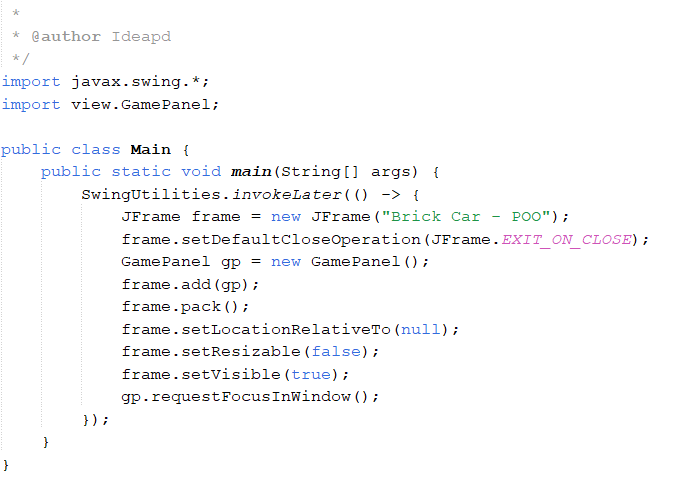 *
* @author Ideapd
*/
import javax.swing.*;
import view.GamePanel;
public class Main {
public static void main(String[] args) {
SwingUtilities.invokeLater(() -> {
JFrame frame = new JFrame("Brick Car - POO");
frame.setDefaultCloseOperation(JFrame.EXIT_ON_CLOSE);
GamePanel gp = new GamePanel();
frame.add(gp);
frame.pack();
frame.setLocationRelativeTo(null);
frame.setResizable(false);
frame.setVisible(true);
gp.requestFocusInWindow();
});
}
}